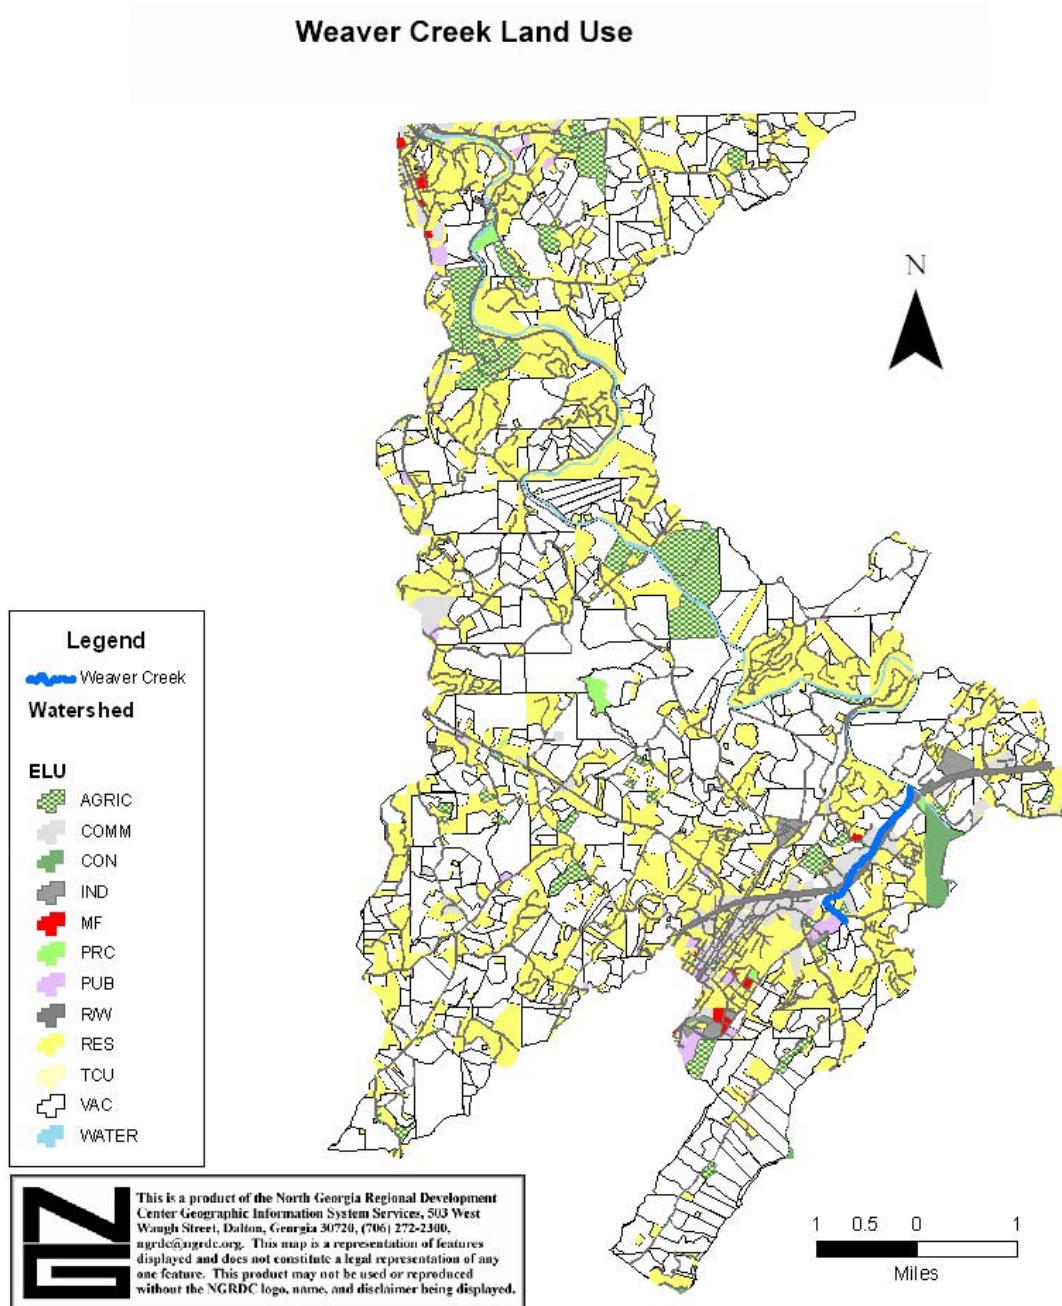 Weaver Creek Land Use
N
Legend
Weaver Creek
Watershed
ELU
AGRIC
COMM
CON
IND
MF
PRC
PUB
R/W
RES
TCU
VAC
WATER
NG
This is a product of the North Georgia Regional Development
Center Geographic Information System Services, 503 West
Waugh Street, Dalton, Georgia 30720, (706) 272-2300,
ngrdc@ngrdc.org. This map is a representation of features
displayed and does not constitute a legal representation of any
one feature. This product may not be used or reproduced
without the NGRDC logo, name, and disclaimer being displayed.
1 0.5 0 1
Miles